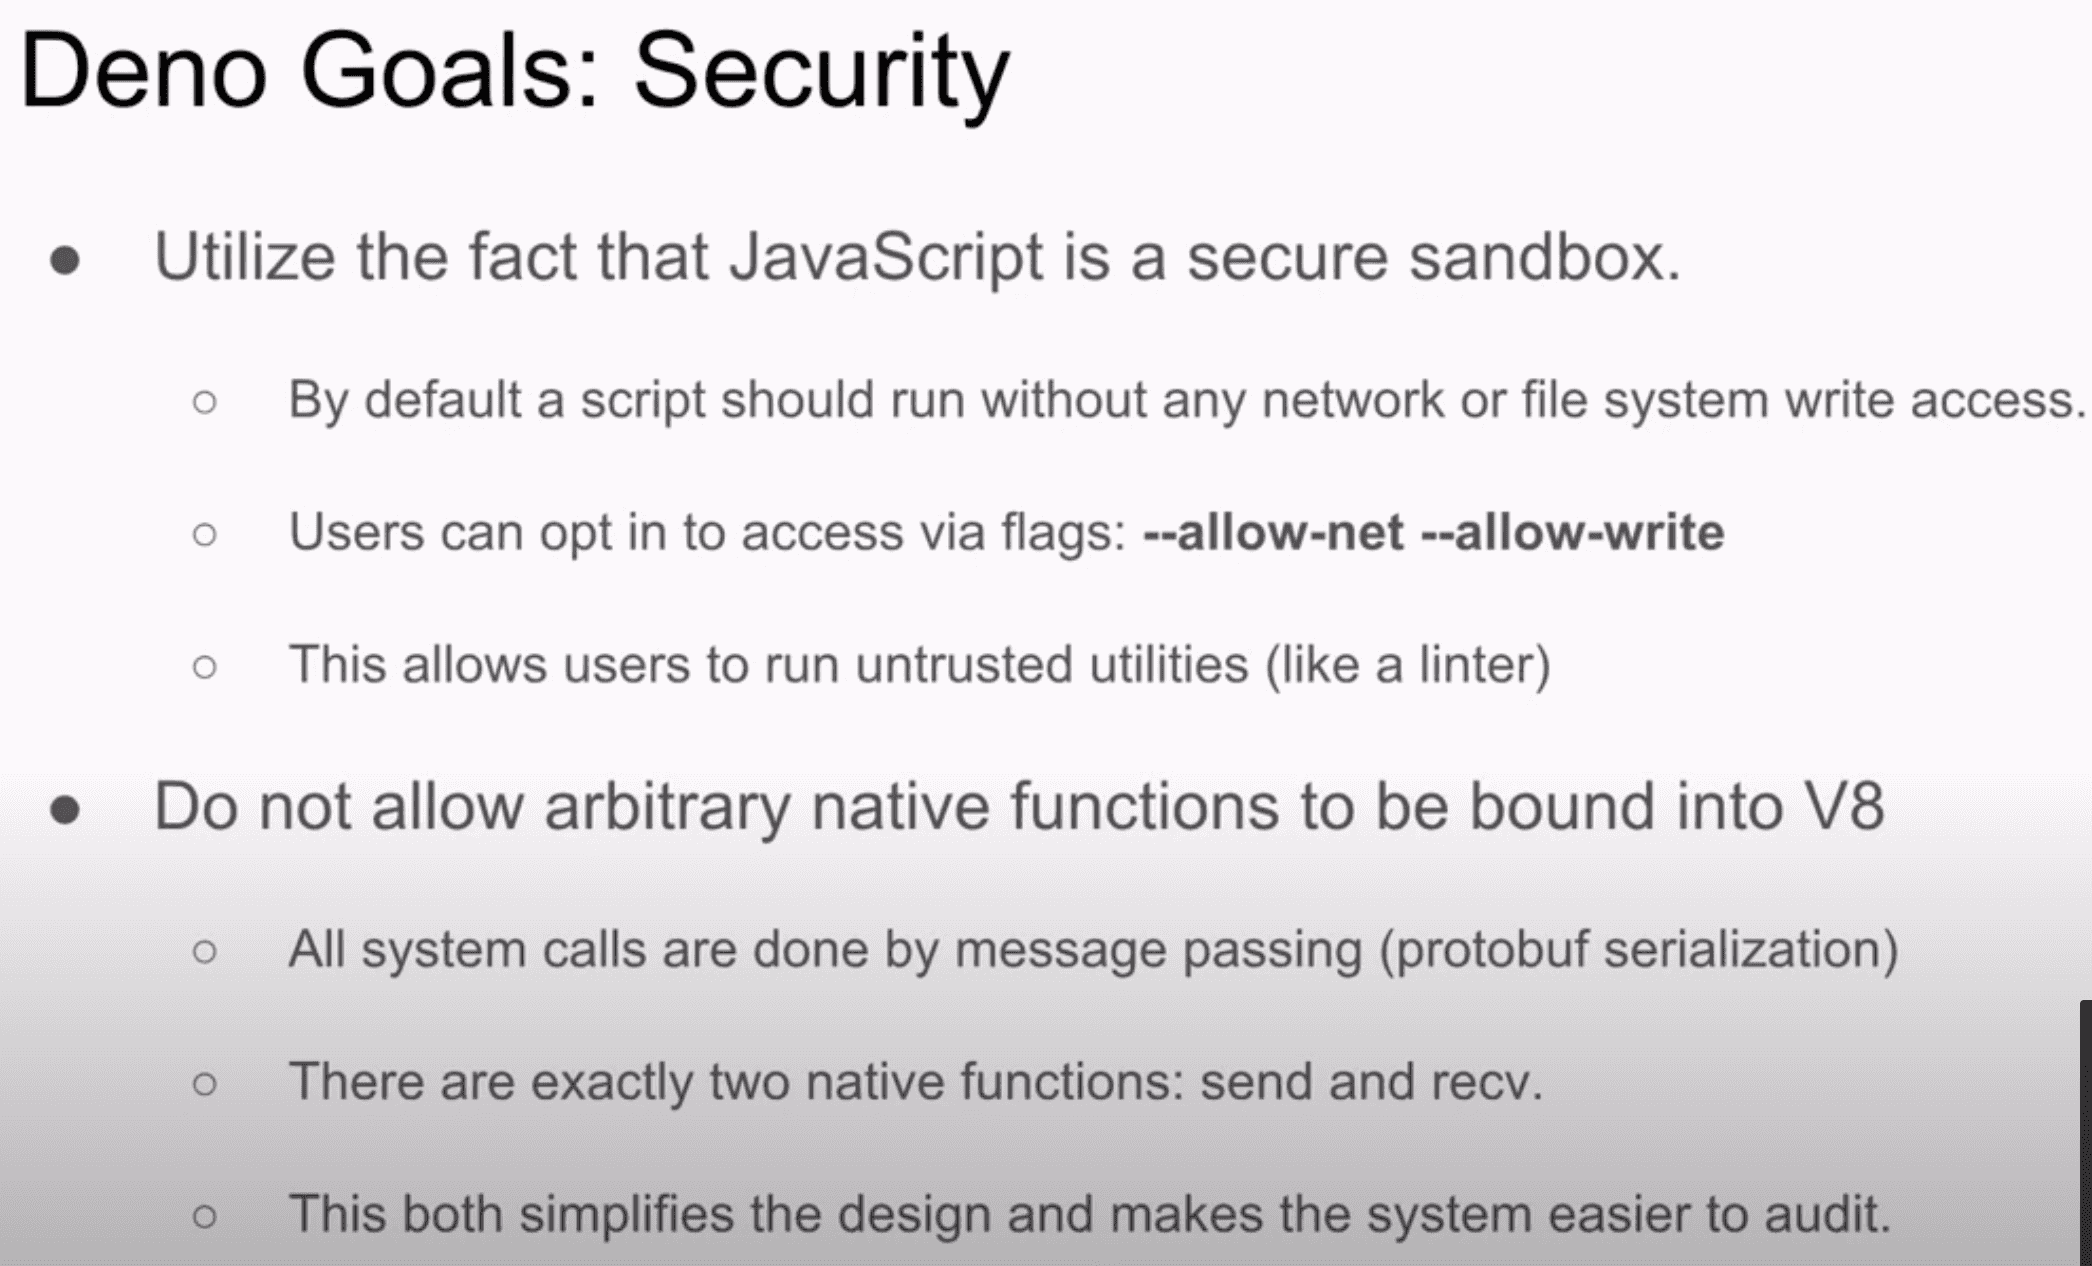 Deno Goals: Security
● Utilize the fact that JavaScript is a secure sandbox.
○ By default a script should run without any network or file system write access.
○ Users can opt in to access via flags: --allow-net --allow-write
○ This allows users to run untrusted utilities (like a linter)
● Do not allow arbitrary native functions to be bound into V8
○ All system calls are done by message passing (protobuf serialization)
○ There are exactly two native functions: send and recv.
○ This both simplifies the design and makes the system easier to audit.